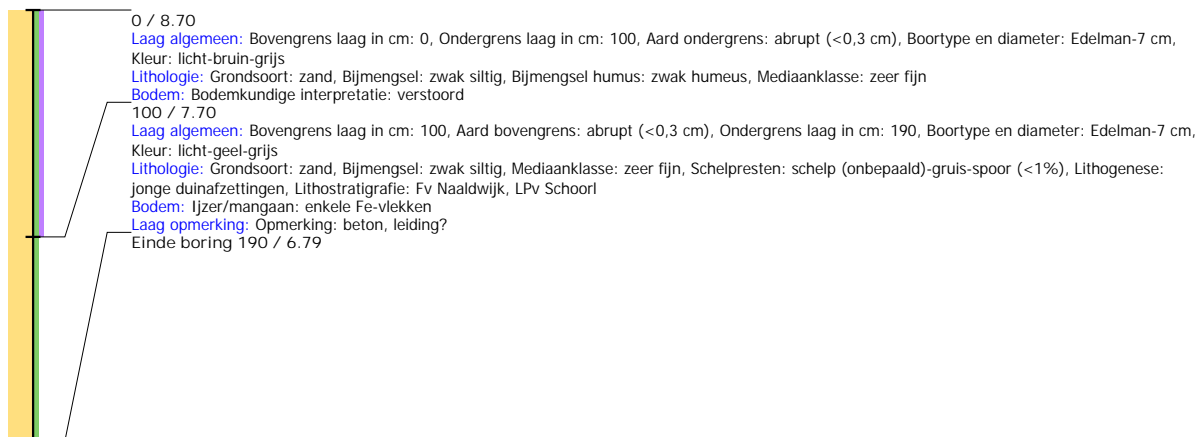 0 / 8.70
Laag algemeen: Bovengrens laag in cm: 0, Ondergrens laag in cm: 100, Aard ondergrens: abrupt (<0,3 cm), Boortype en diameter: Edelman-7 cm,
Kleur: licht-bruin-grijs
Lithologie: Grondsoort: zand, Bijmengsel: zwak siltig, Bijmengsel humus: zwak humeus, Mediaanklasse: zeer fijn
Bodem: Bodemkundige interpretatie: verstoord
100 / 7.70
Laag algemeen: Bovengrens laag in cm: 100, Aard bovengrens: abrupt (<0,3 cm), Ondergrens laag in cm: 190, Boortype en diameter: Edelman-7 cm,
Kleur: licht-geel-grijs
Lithologie: Grondsoort: zand, Bijmengsel: zwak siltig, Mediaanklasse: zeer fijn, Schelpresten: schelp (onbepaald)-gruis-spoor (<1%), Lithogenese:
jonge duinafzettingen, Lithostratigrafie: Fv Naaldwijk, LPv Schoorl
Bodem: Ijzer/mangaan: enkele Fe-vlekken
Laag opmerking: Opmerking: beton, leiding?
Einde boring 190 / 6.79